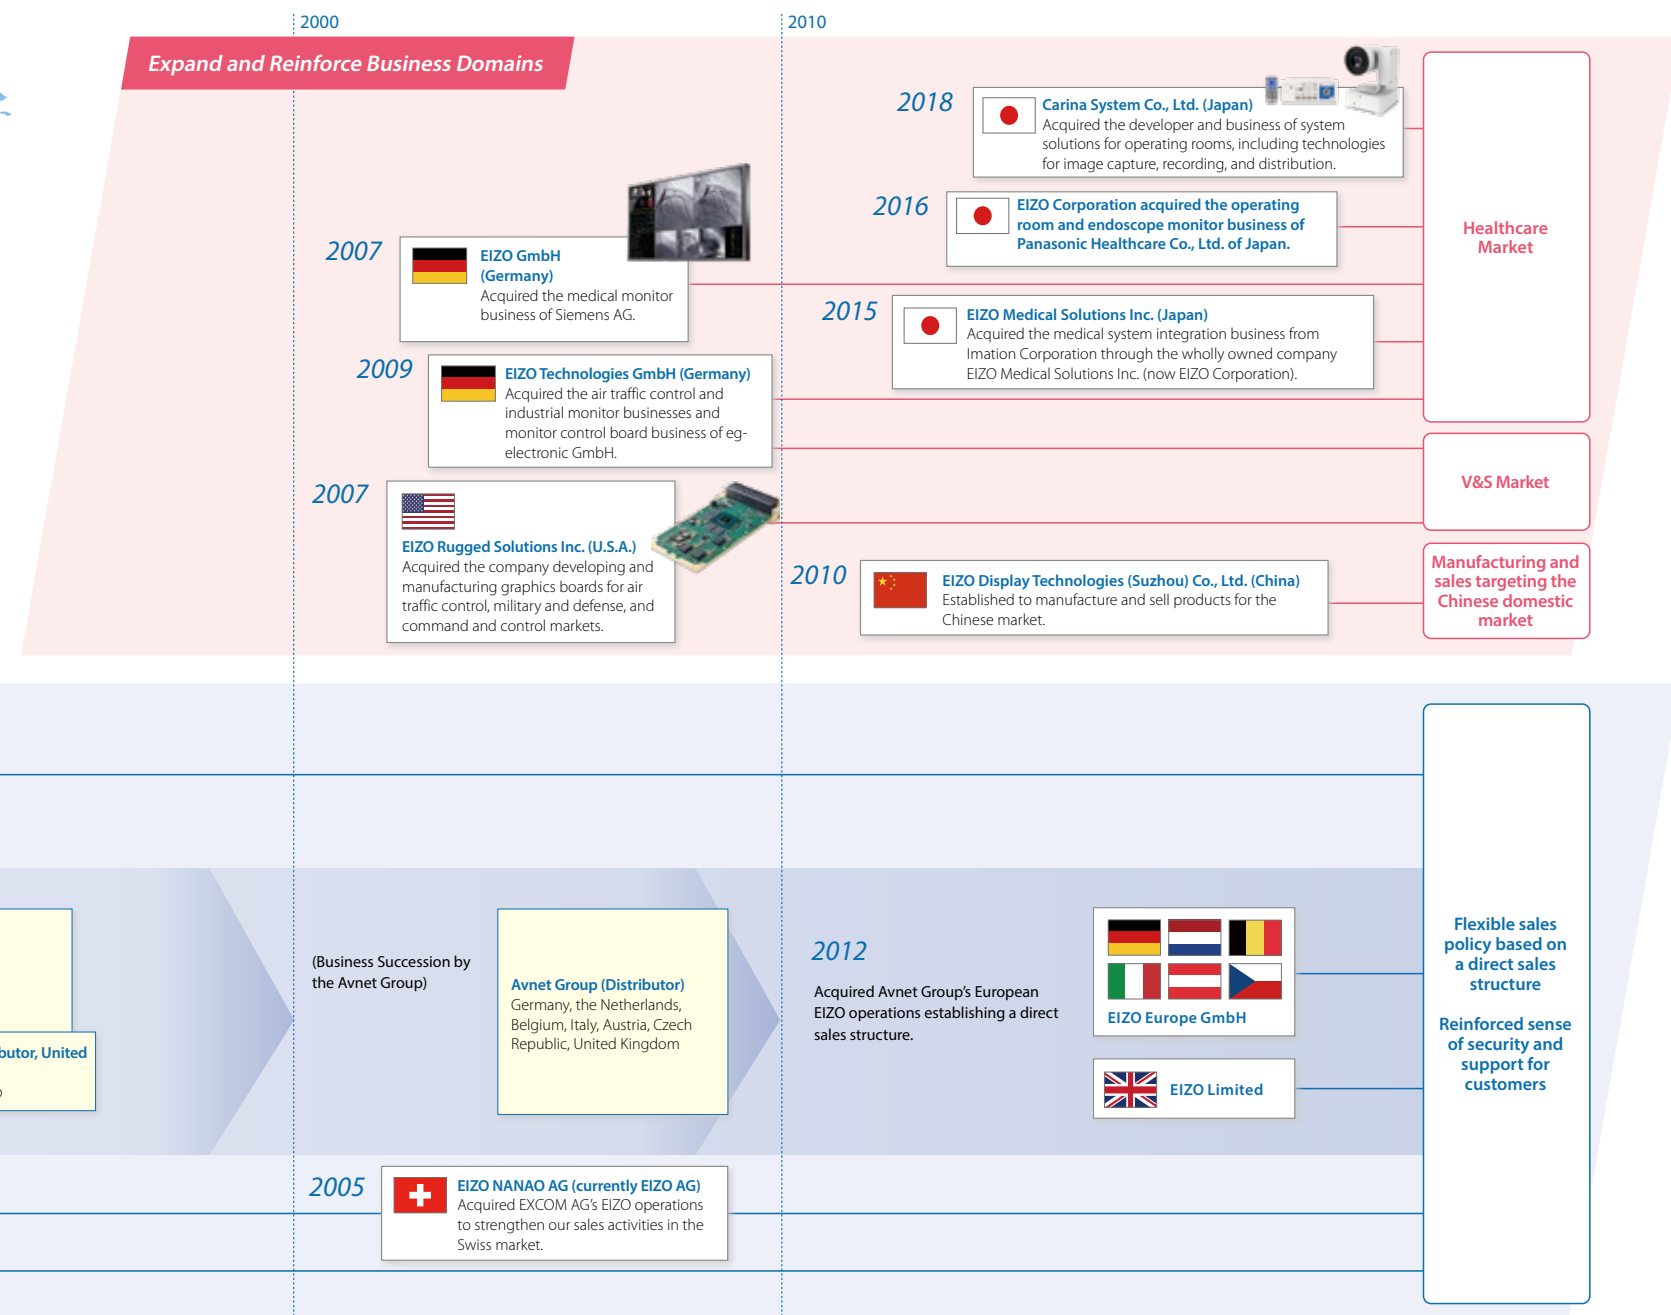 2000
2010
Expand and Reinforce Business Domains
2018
Carina System Co., Ltd. (Japan)
Acquired the developer and business of system
solutions for operating rooms, including technologies
for image capture, recording, and distribution.
2016
EIZO Corporation acquired the operating
room and endoscope monitor business of
Panasonic Healthcare Co., Ltd. of Japan.
Healthcare
Market
2007
EIZO GmbH
(Germany)
Acquired the medical monitor
business of Siemens AG.
2015
EIZO Medical Solutions Inc. (Japan)
Acquired the medical system integration business from
Imation Corporation through the wholly owned company
EIZO Medical Solutions Inc. (now EIZO Corporation).
2009
EIZO Technologies GmbH (Germany)
Acquired the air traffic control and
industrial monitor businesses and
monitor control board business of eg-
electronic GmbH.
V&S Market
2007
EIZO Rugged Solutions Inc. (U.S.A.)
Acquired the company developing and
manufacturing graphics boards for air
traffic control, military and defense, and
command and control markets.
2010
EIZO Display Technologies (Suzhou) Co., Ltd. (China)
Established to manufacture and sell products for the
Chinese market.
Manufacturing and
sales targeting the
Chinese domestic
market
butor, United
(Business Succession by
the Avnet Group)
Avnet Group (Distributor)
Germany, the Netherlands,
Belgium, Italy, Austria, Czech
Republic, United Kingdom
2012
Acquired Avnet Group's European
EIZO operations establishing a direct
sales structure.
EIZO Europe GmbH
EIZO Limited
Flexible sales
policy based on
a direct sales
structure
Reinforced sense
of security and
support for
customers
2005
EIZO NANAO AG (currently EIZO AG)
Acquired EXCOM AG's EIZO operations
to strengthen our sales activities in the
Swiss market.